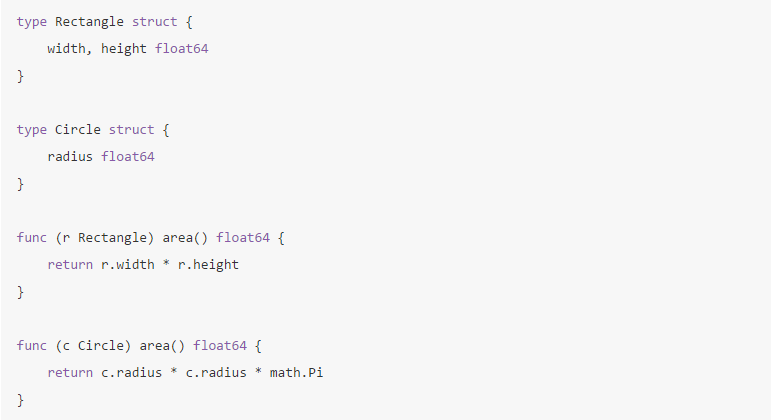 type Rectangle struct {
    width, height float64
}
type Circle struct {
    radius float64
}
func (r Rectangle) area() float64 {
    return r.width * r.height
}
func (c Circle) area() float64 {
    return c.radius * c.radius * math.Pi
}